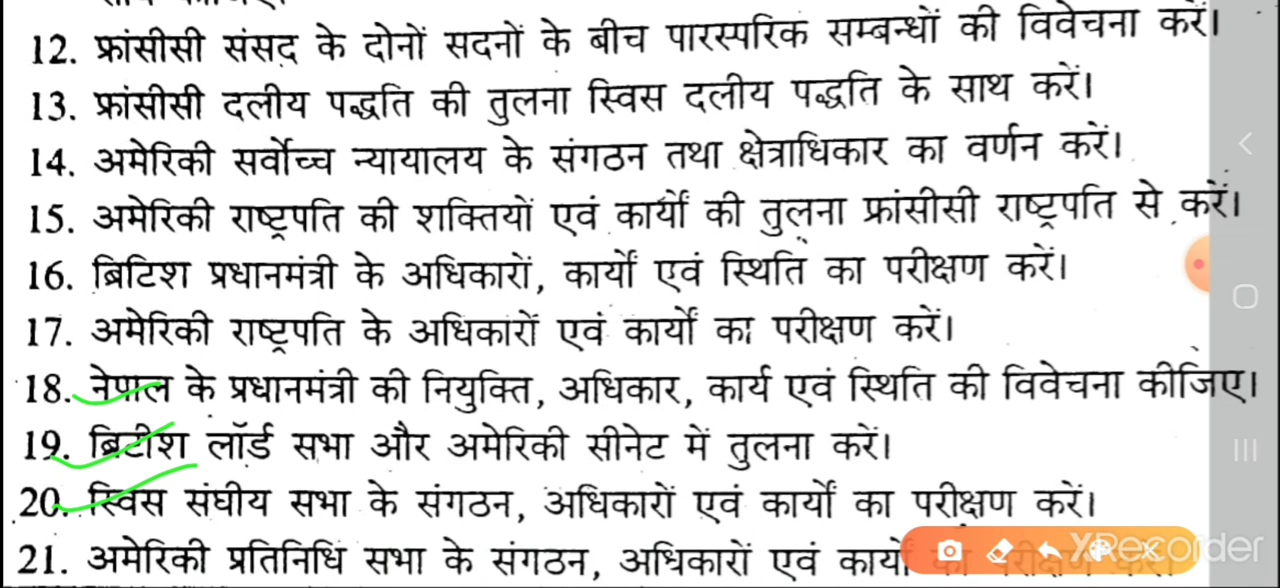 12. फ्रांसीसी संसद के दोनों सदनों के बीच पारस्परिक सम्बन्धों की विवेचना करें।
13. फ्रांसीसी दलीय पद्धति की तुलना स्विस दलीय पद्धति के साथ करें।
14. अमेरिकी सर्वोच्च न्यायालय के संगठन तथा क्षेत्राधिकार का वर्णन करें।
15. अमेरिकी राष्ट्रपति की शक्तियों एवं कार्यों की तुलना फ्रांसीसी राष्ट्रपति से करें।
16. ब्रिटिश प्रधानमंत्री के अधिकारों, कार्यों एवं स्थिति का परीक्षण करें।
17. अमेरिकी राष्ट्रपति के अधिकारों एवं कार्यों का परीक्षण करें।
18. नेपाल के प्रधानमंत्री की नियुक्ति, अधिकार, कार्य एवं स्थिति की विवेचना कीजिए।
19. ब्रिटीश लॉर्ड सभा और अमेरिकी सीनेट में तुलना करें।
20. स्विस संघीय सभा के संगठन, अधिकारों एवं कार्यों का परीक्षण करें।
21. अमेरिकी प्रतिनिधि सभा के संगठन, अधिकारों एवं कार्यों
XRecorder